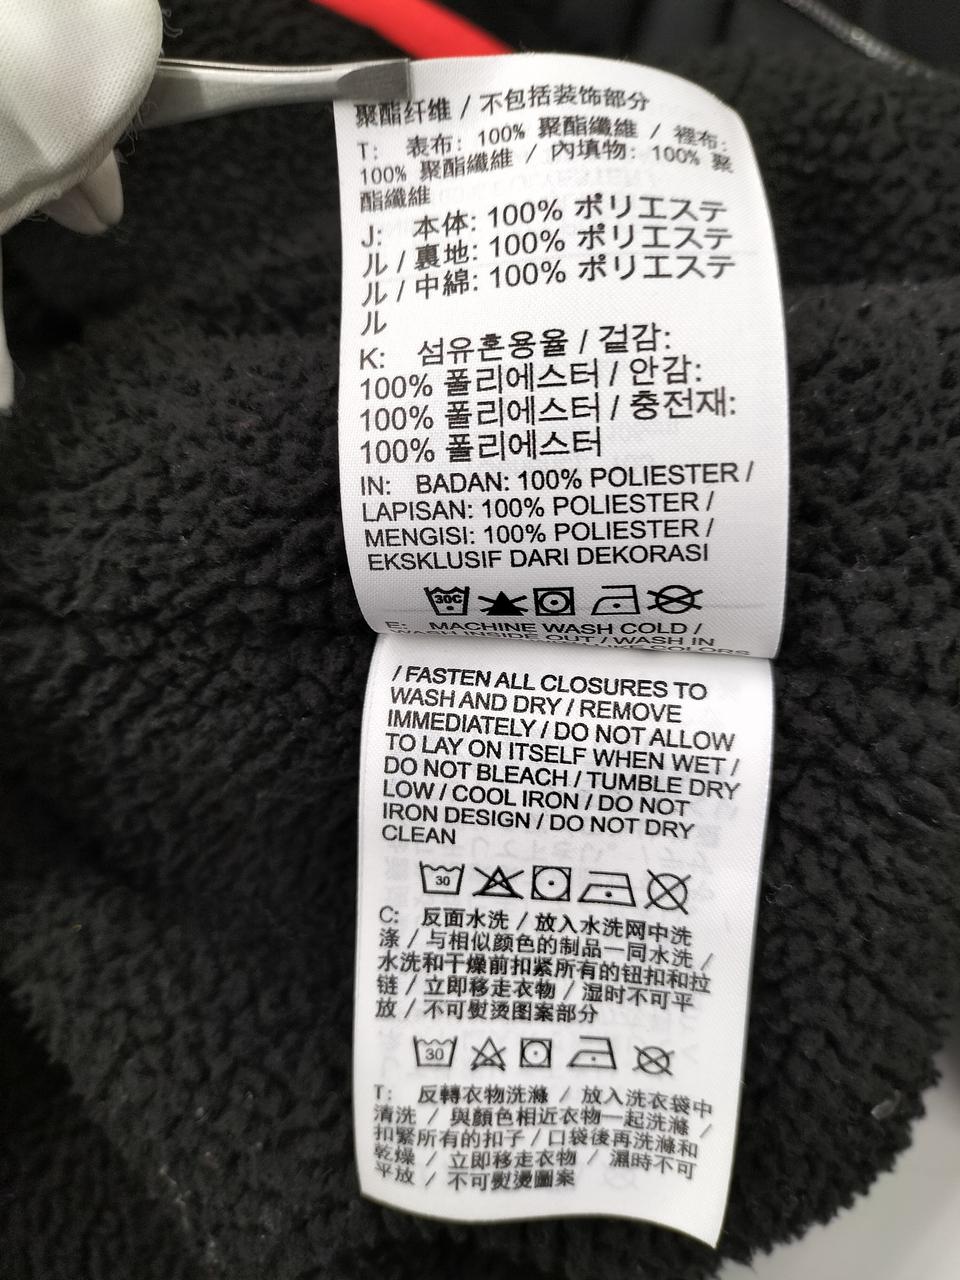 聚酯纤维 / 不包括装饰部分
T: 表布: 100% 聚酯纖維 / 裡布:
100% 聚酯纖維 / 內填物: 100% 聚
酯纖維
J: 本体: 100% ポリエステ
ル / 裏地: 100% ポリエステ
ル / 中綿: 100% ポリエステ
ル
K: 섬유혼용율 / 겉감:
100% 폴리에스터 / 안감:
100% 폴리에스터 / 충전재:
100% 폴리에스터
IN: BADAN: 100% POLIESTER /
LAPISAN: 100% POLIESTER /
MENGISI: 100% POLIESTER /
EKSKLUSIF DARI DEKORASI
30C
E: MACHINE WASH COLD /
WASH INSIDE OUT / WASH IN
LIKE COLORS
/ FASTEN ALL CLOSURES TO
WASH AND DRY / REMOVE
IMMEDIATELY / DO NOT ALLOW
TO LAY ON ITSELF WHEN WET /
DO NOT BLEACH / TUMBLE DRY
LOW / COOL IRON / DO NOT
IRON DESIGN / DO NOT DRY
CLEAN
30
C: 反面水洗 / 放入水洗网中洗
涤 / 与相似颜色的制品一同水洗 /
水洗和干燥前扣紧所有的钮扣和拉
链 / 立即移走衣物 / 湿时不可平
放 / 不可熨烫图案部分
30
T: 反轉衣物洗滌 / 放入洗衣袋中
清洗 / 與顏色相近衣物一起洗滌 /
扣緊所有的扣子 / 口袋後再洗滌和
乾燥 / 立即移走衣物 / 濕時不可
平放 / 不可熨燙圖案